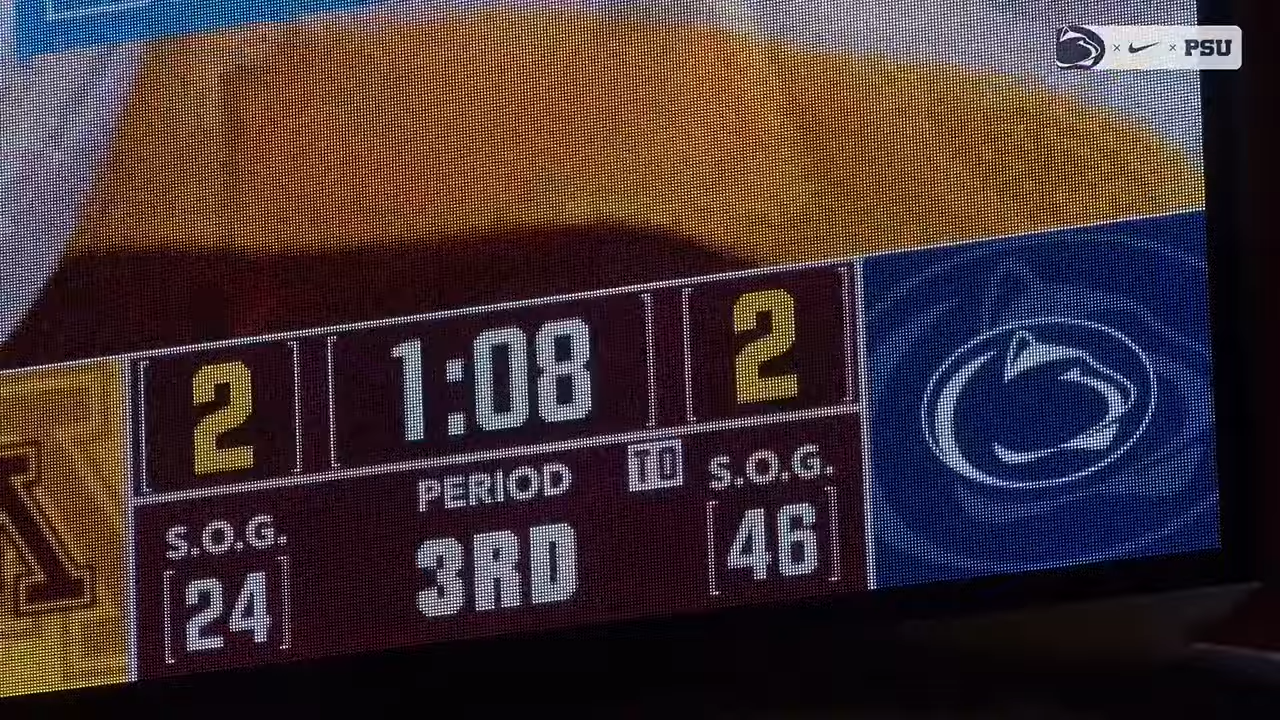 × × PSU
2 1:08 2
PERIOD TO S.O.G.
S.O.G. 3RD 46
24